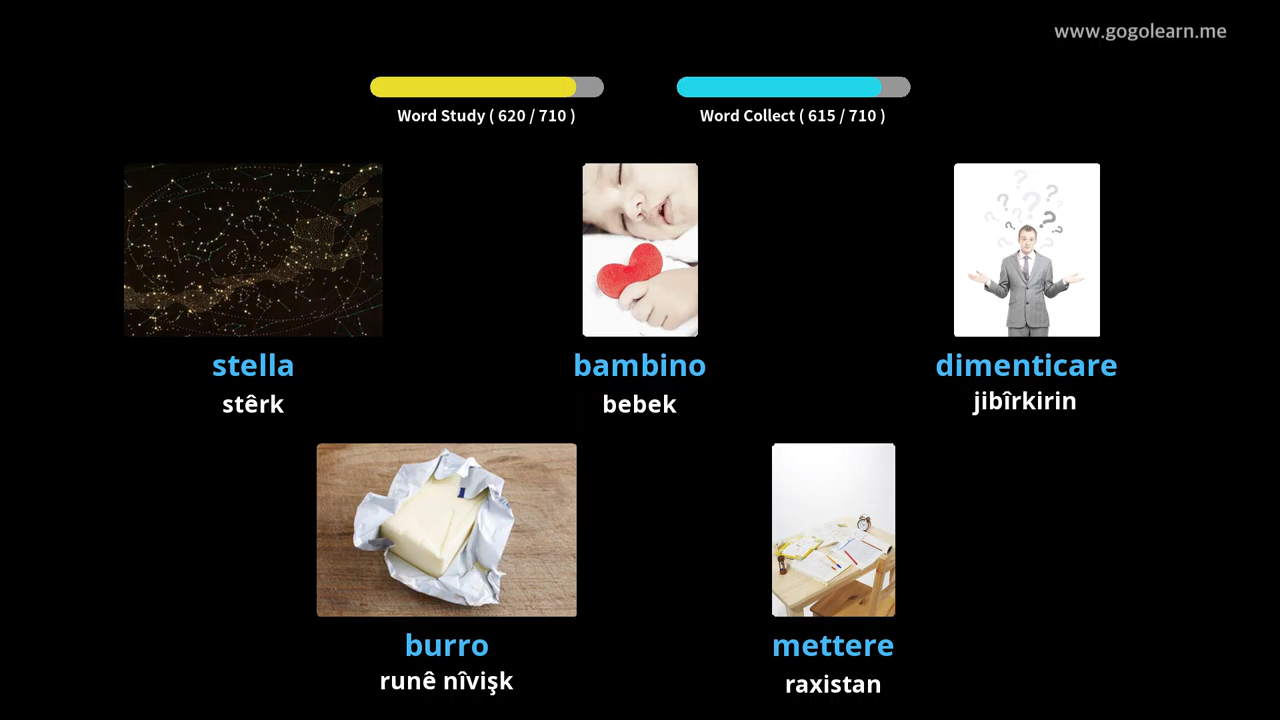 www.gogolearn.me
Word Study ( 620 / 710 )
Word Collect ( 615 / 710 )
stella
stêrk
bambino
bebek
dimenticare
jibîrkirin
burro
runê nîvişk
mettere
raxistan